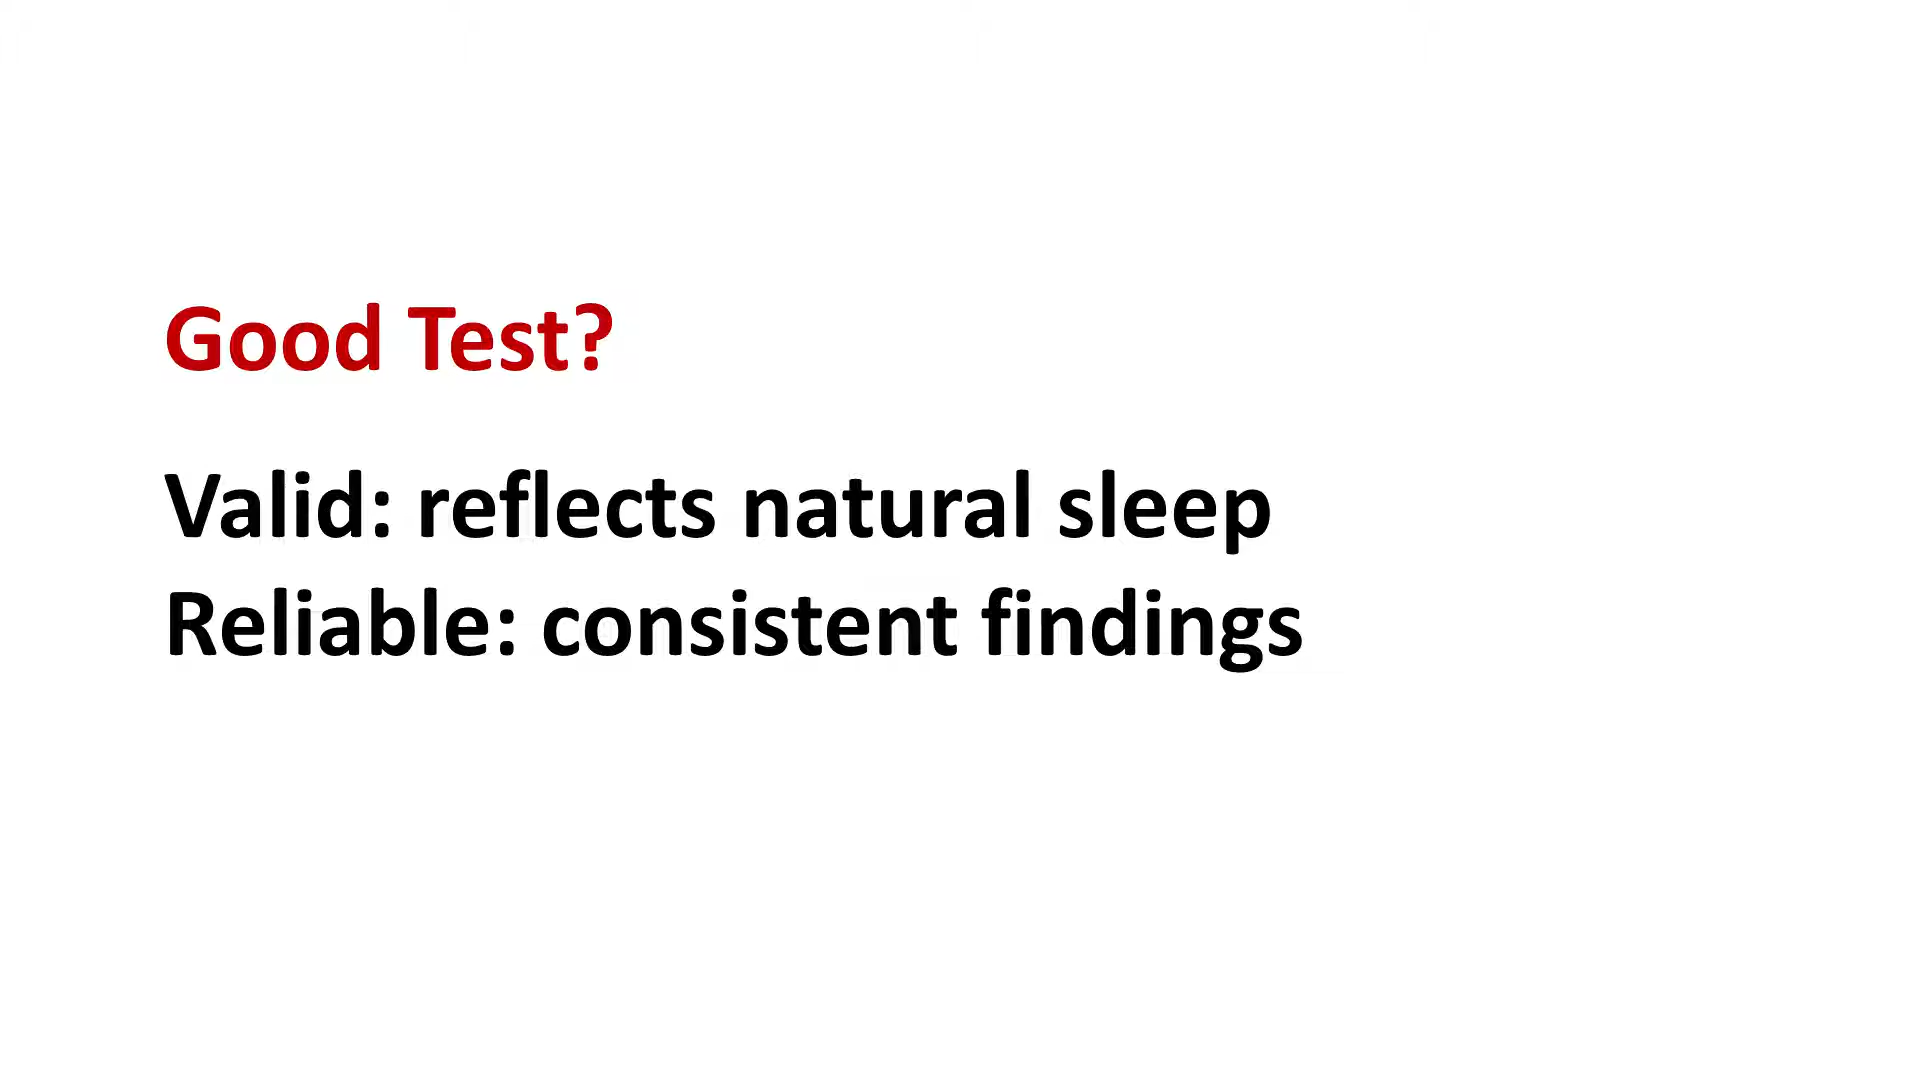 Good Test?
Valid: reflects natural sleep
Reliable: consistent findings